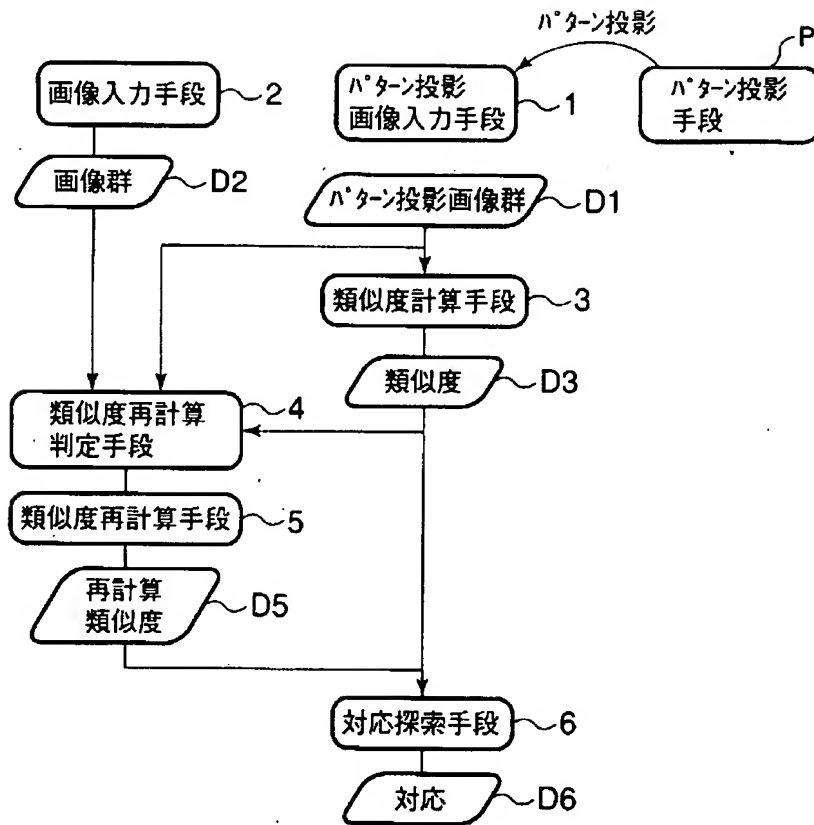 パターン投影
P
画像入力手段
2
パターン投影
画像入力手段
1
パターン投影
手段
画像群
D2
パターン投影画像群
D1
類似度計算手段
3
類似度
D3
類似度再計算
判定手段
4
類似度再計算手段
5
再計算
類似度
D5
対応探索手段
6
対応
D6